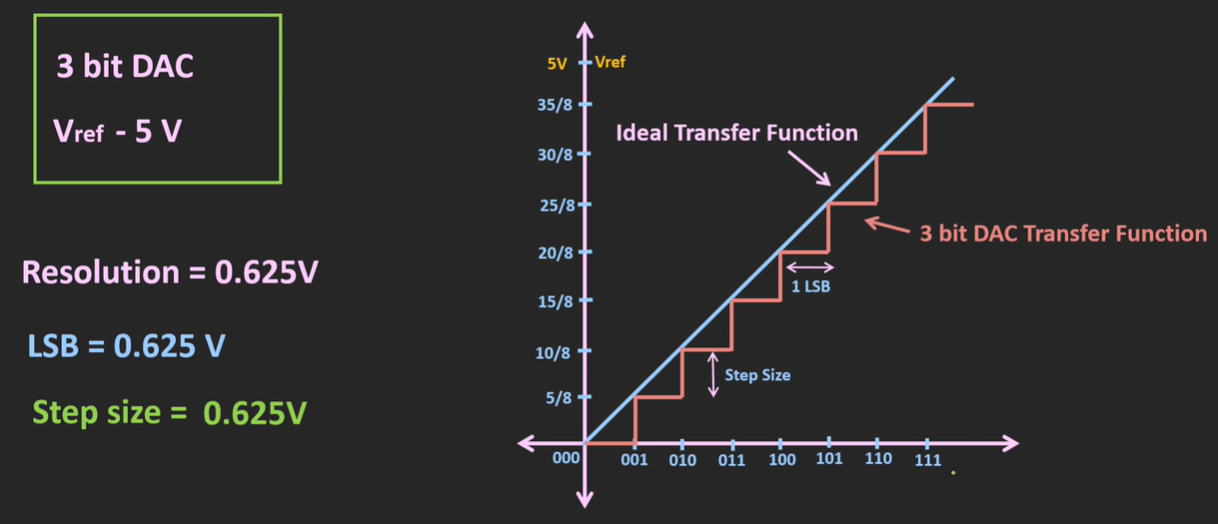 3 bit DAC
Vref - 5 V
Resolution = 0.625V
LSB = 0.625 V
Step size = 0.625V
5V Vref
35/8
30/8
25/8
20/8
15/8
10/8
5/8
Ideal Transfer Function
3 bit DAC Transfer Function
1 LSB
Step Size
000 001 010 011 100 101 110 111